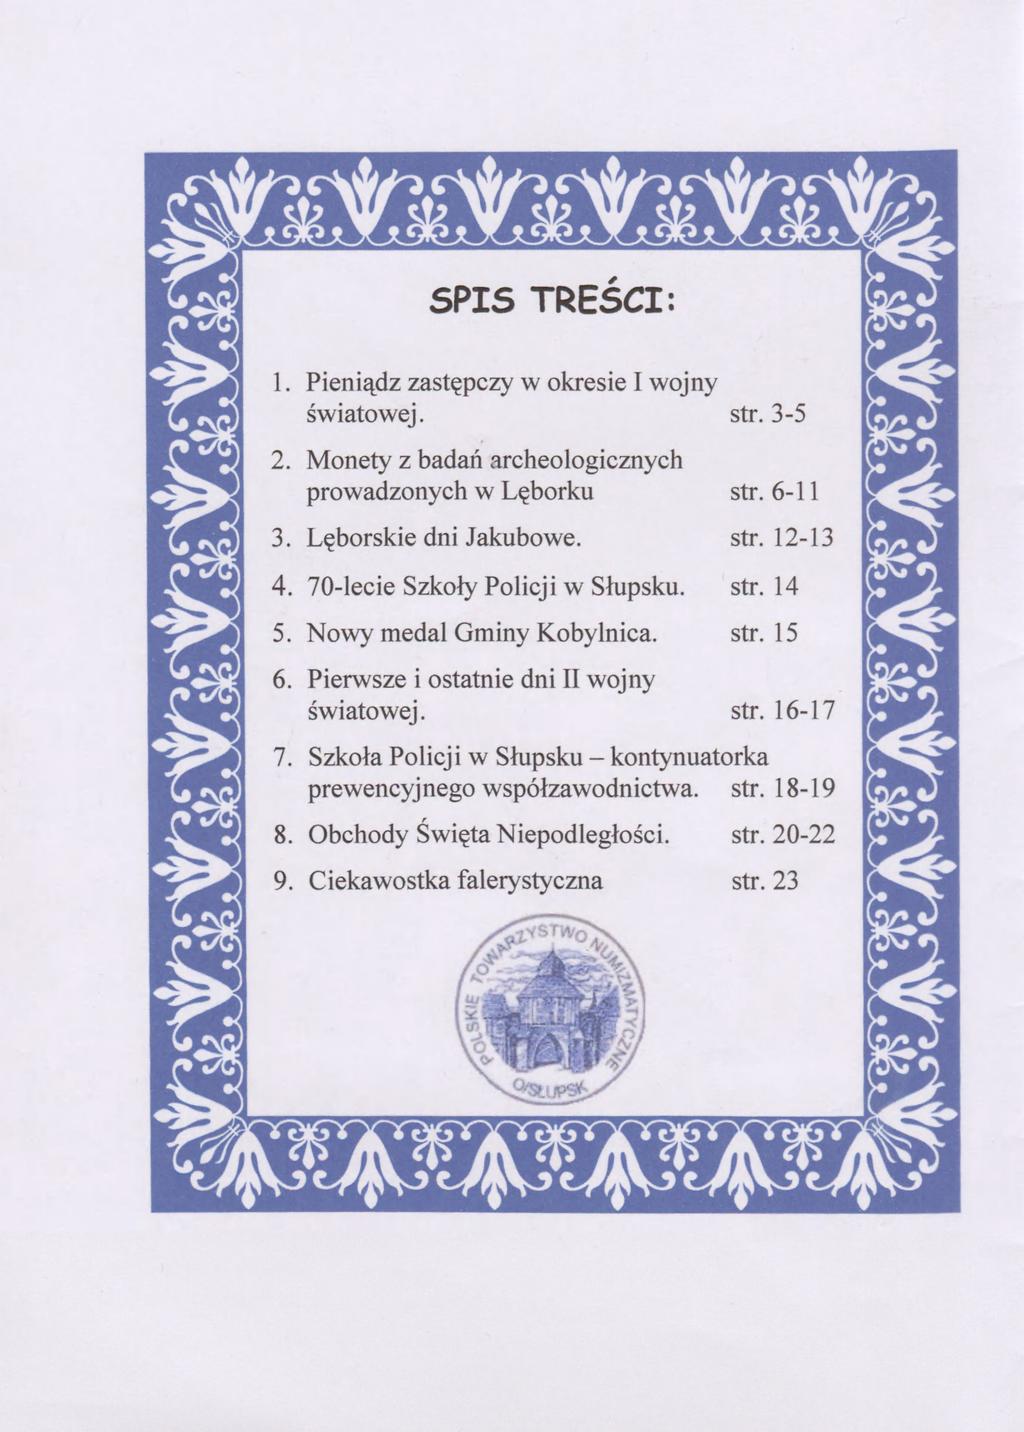 SPIS TREŚCI:
1. Pieniądz zastępczy w okresie I wojny
światowej. str. 3-5
2. Monety z badań archeologicznych
prowadzonych w Lęborku str. 6-11
3. Lęborskie dni Jakubowe. str. 12-13
4. 70-lecie Szkoły Policji w Słupsku. str. 14
5. Nowy medal Gminy Kobylnica. str. 15
6. Pierwsze i ostatnie dni II wojny
światowej. str. 16-17
7. Szkoła Policji w Słupsku – kontynuatorka
prewencyjnego współzawodnictwa. str. 18-19
8. Obchody Święta Niepodległości. str. 20-22
9. Ciekawostka falerystyczna str. 23
POLSKIE TOWARZYSTWO NUMIZMATYCZNE
O/SŁUPSK